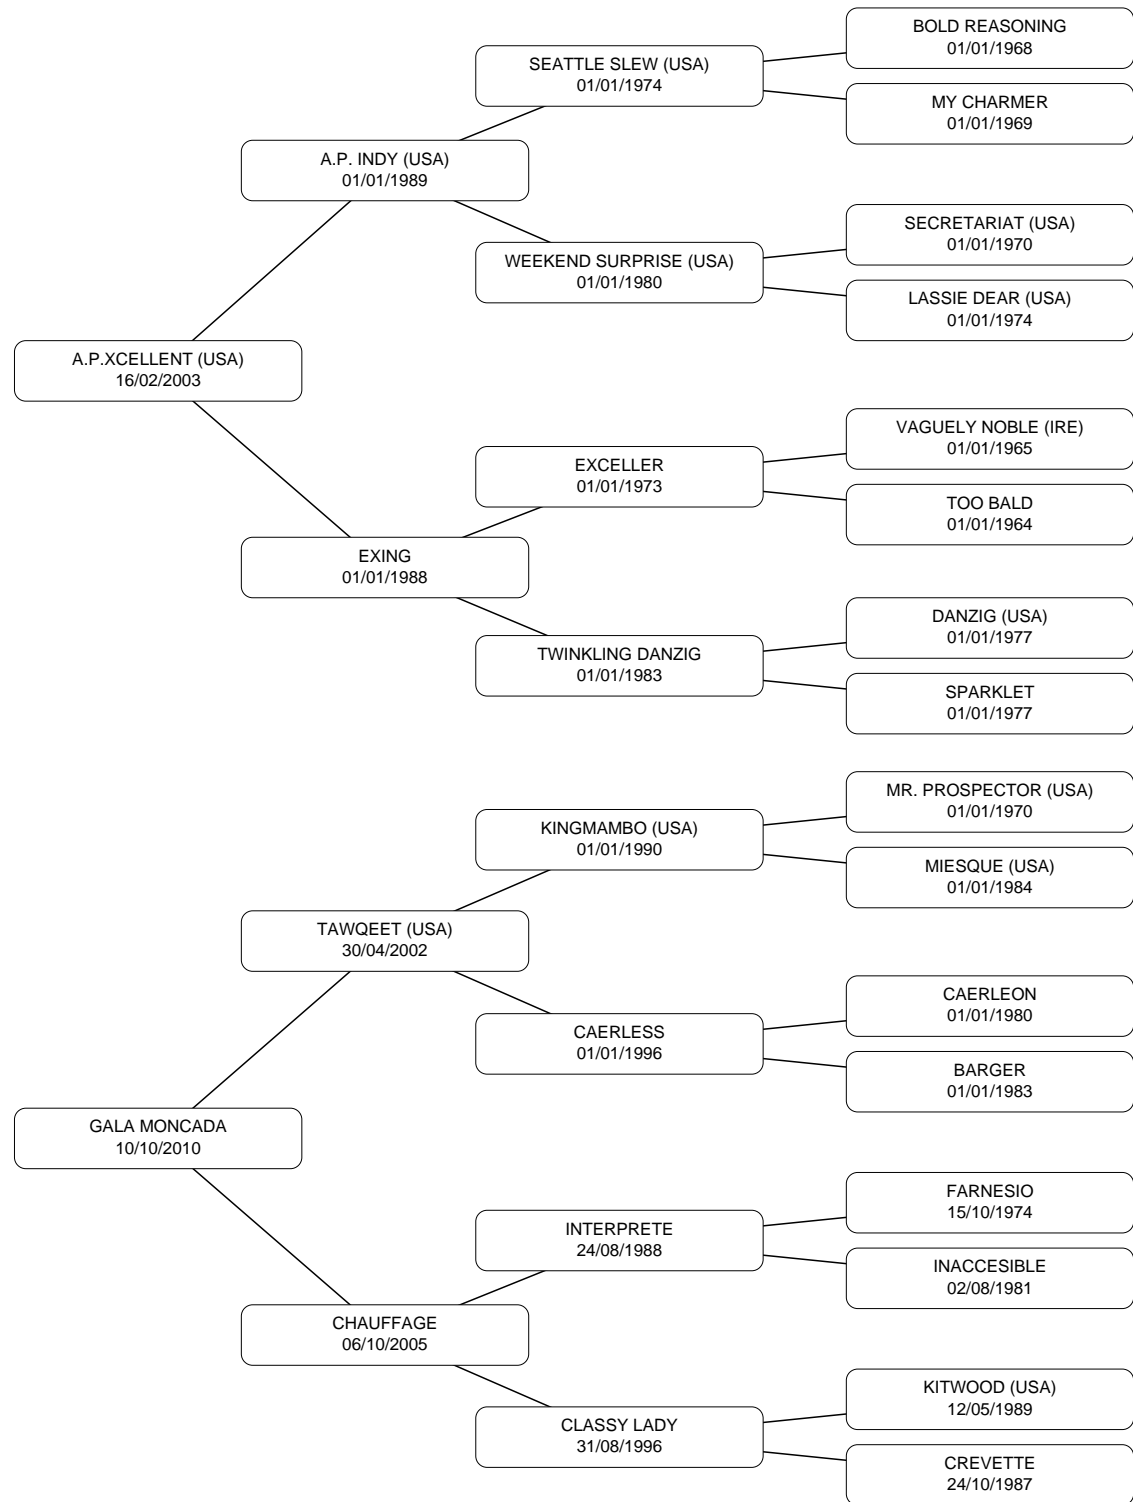 BOLD REASONING
01/01/1968
SEATTLE SLEW (USA)
01/01/1974
MY CHARMER
01/01/1969
A.P. INDY (USA)
01/01/1989
SECRETARIAT (USA)
01/01/1970
WEEKEND SURPRISE (USA)
01/01/1980
LASSIE DEAR (USA)
01/01/1974
A.P.XCELLENT (USA)
16/02/2003
VAGUELY NOBLE (IRE)
01/01/1965
EXCELLER
01/01/1973
TOO BALD
01/01/1964
EXING
01/01/1988
DANZIG (USA)
01/01/1977
TWINKLING DANZIG
01/01/1983
SPARKLET
01/01/1977
MR. PROSPECTOR (USA)
01/01/1970
KINGMAMBO (USA)
01/01/1990
MIESQUE (USA)
01/01/1984
TAWQEET (USA)
30/04/2002
CAERLEON
01/01/1980
CAERLESS
01/01/1996
BARGER
01/01/1983
GALA MONCADA
10/10/2010
FARNESIO
15/10/1974
INTERPRETE
24/08/1988
INACCESIBLE
02/08/1981
CHAUFFAGE
06/10/2005
KITWOOD (USA)
12/05/1989
CLASSY LADY
31/08/1996
CREVETTE
24/10/1987